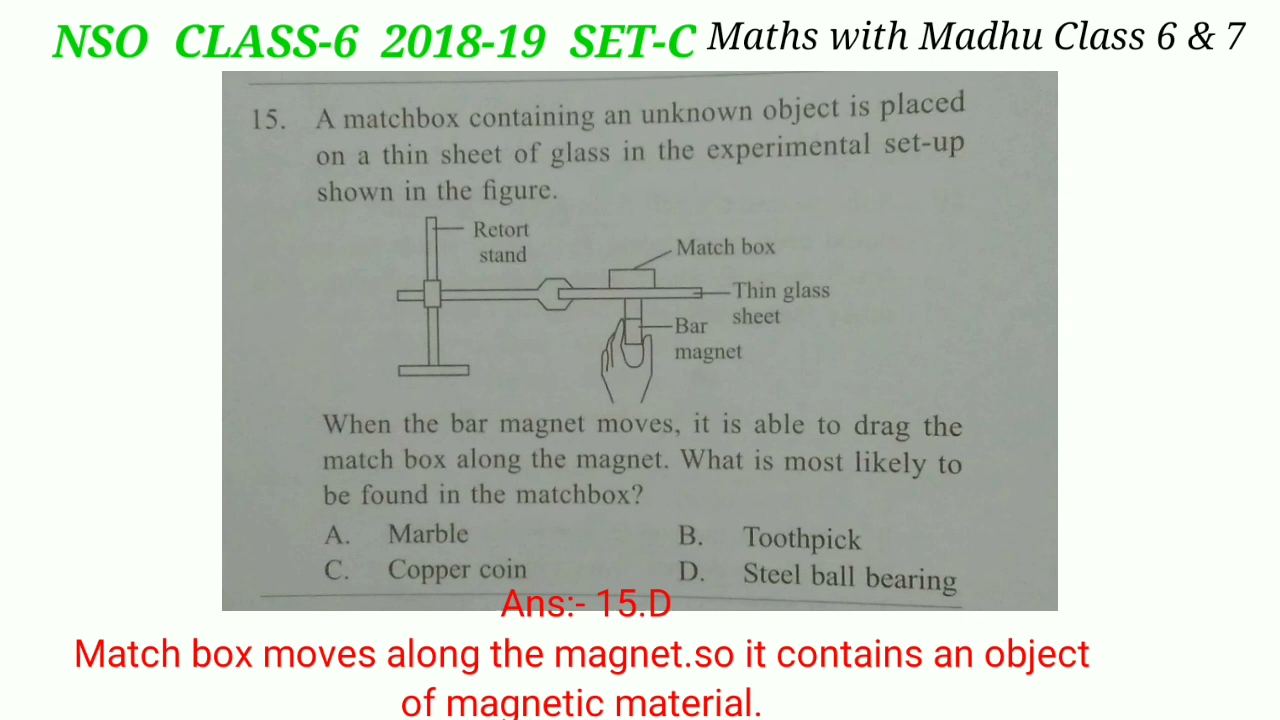 NSO CLASS-6 2018-19 SET-C Maths with Madhu Class 6 & 7
15. A matchbox containing an unknown object is placed
on a thin sheet of glass in the experimental set-up
shown in the figure.
Retort
stand
Match box
Thin glass
sheet
Bar
magnet
When the bar magnet moves, it is able to drag the
match box along the magnet. What is most likely to
be found in the matchbox?
A. Marble B. Toothpick
C. Copper coin D. Steel ball bearing
Ans:- 15.D
Match box moves along the magnet.so it contains an object
of magnetic material.